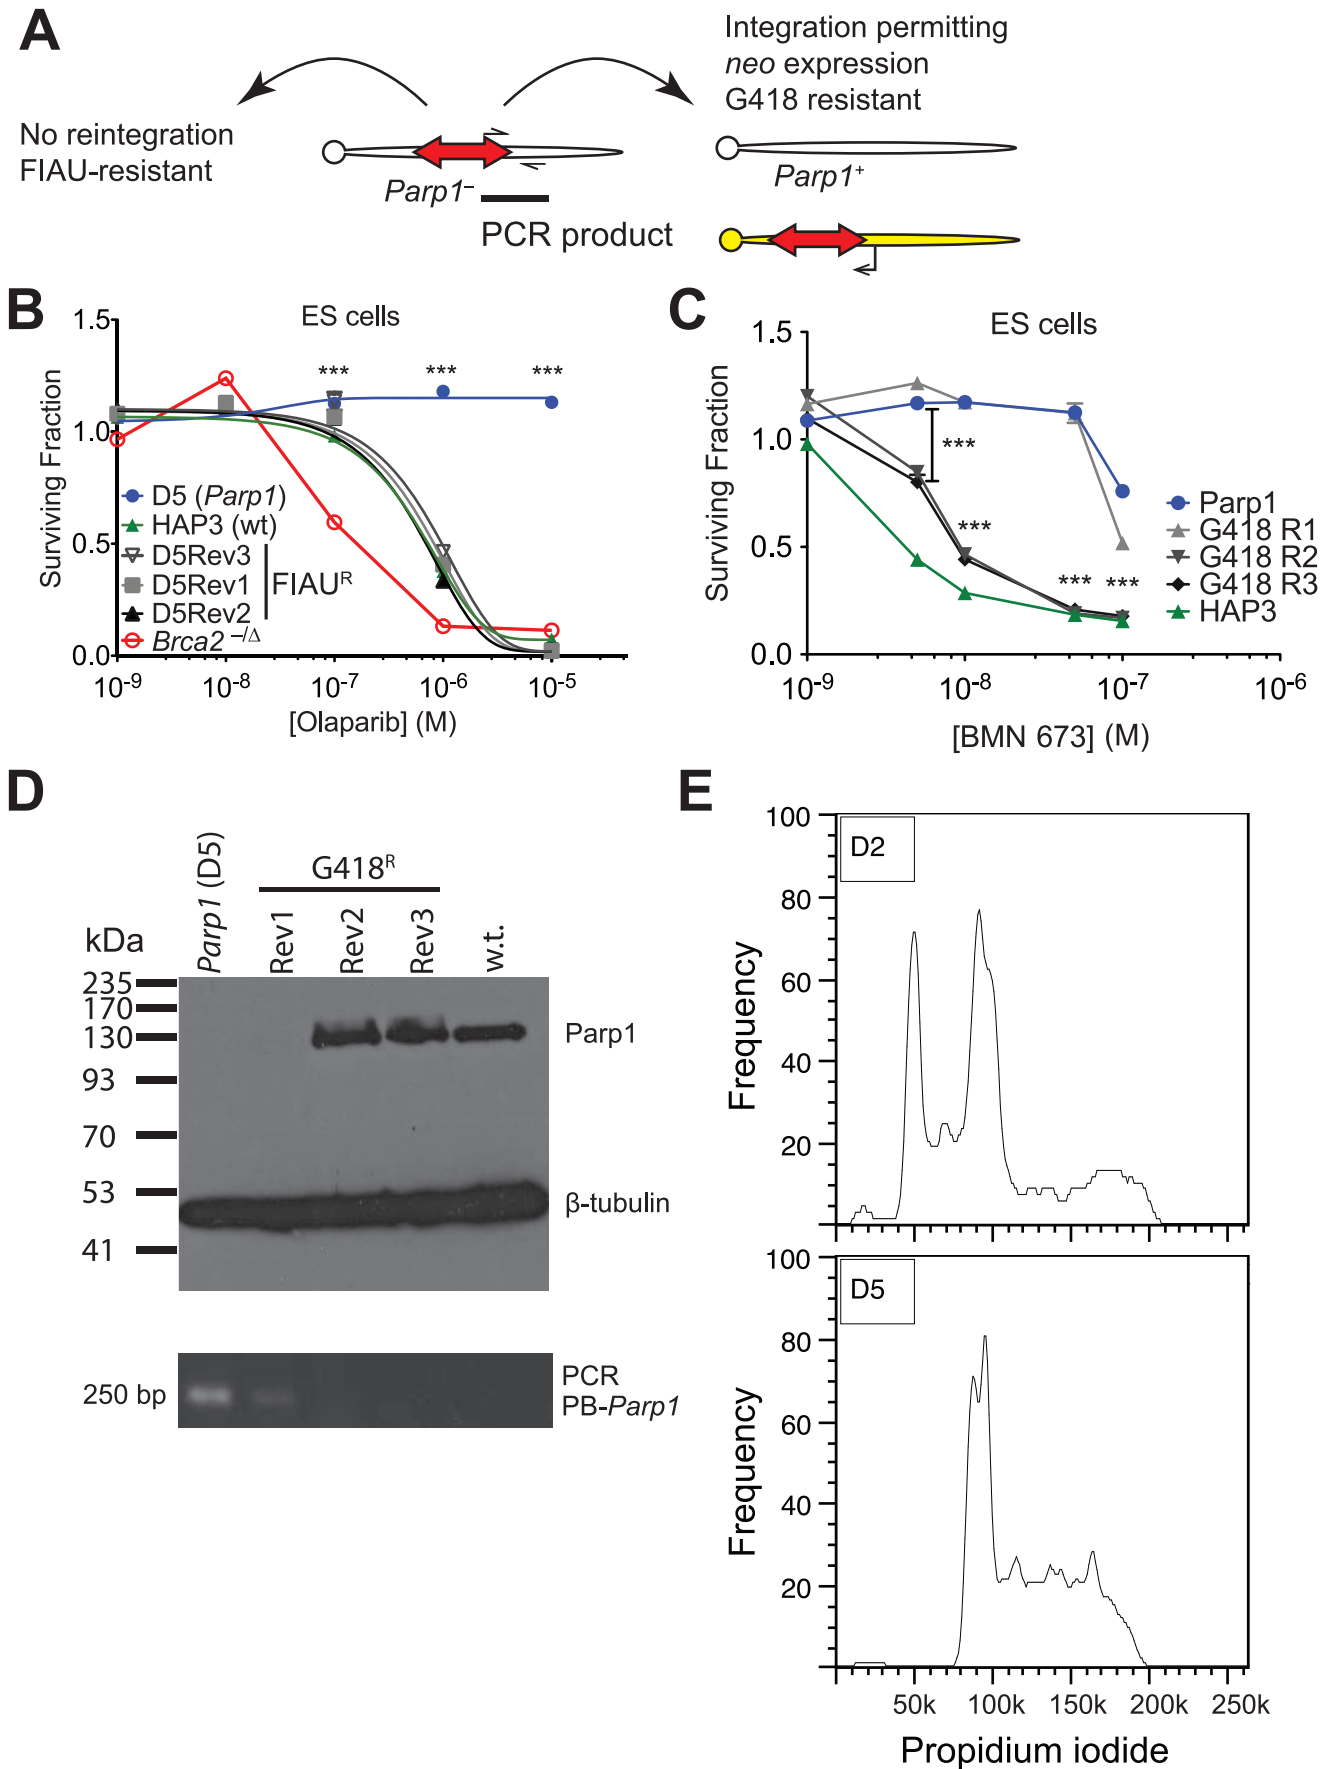 A
No reintegration
FIAU-resistant
Parp1⁻
PCR product
Integration permitting
neo expression
G418 resistant
Parp1⁺
B
ES cells
Surviving Fraction
1.5
1.0
0.5
0.0
*** *** ***
D5 (Parp1)
HAP3 (wt)
D5Rev3
D5Rev1
D5Rev2
FIAUᴿ
Brca2 ⁻/Δ
10⁻⁹ 10⁻⁸ 10⁻⁷ 10⁻⁶ 10⁻⁵
[Olaparib] (M)
C
ES cells
Surviving Fraction
1.5
1.0
0.5
0.0
***
***
*** ***
Parp1
G418 R1
G418 R2
G418 R3
HAP3
10⁻⁹ 10⁻⁸ 10⁻⁷ 10⁻⁶
[BMN 673] (M)
D
kDa
Parp1 (D5)
G418ᴿ
Rev1
Rev2
Rev3
w.t.
235
170
130
93
70
53
41
Parp1
β-tubulin
250 bp
PCR
PB-Parp1
E
D2
Frequency
100
80
60
40
20
D5
Frequency
100
80
60
40
20
50k 100k 150k 200k 250k
Propidium iodide